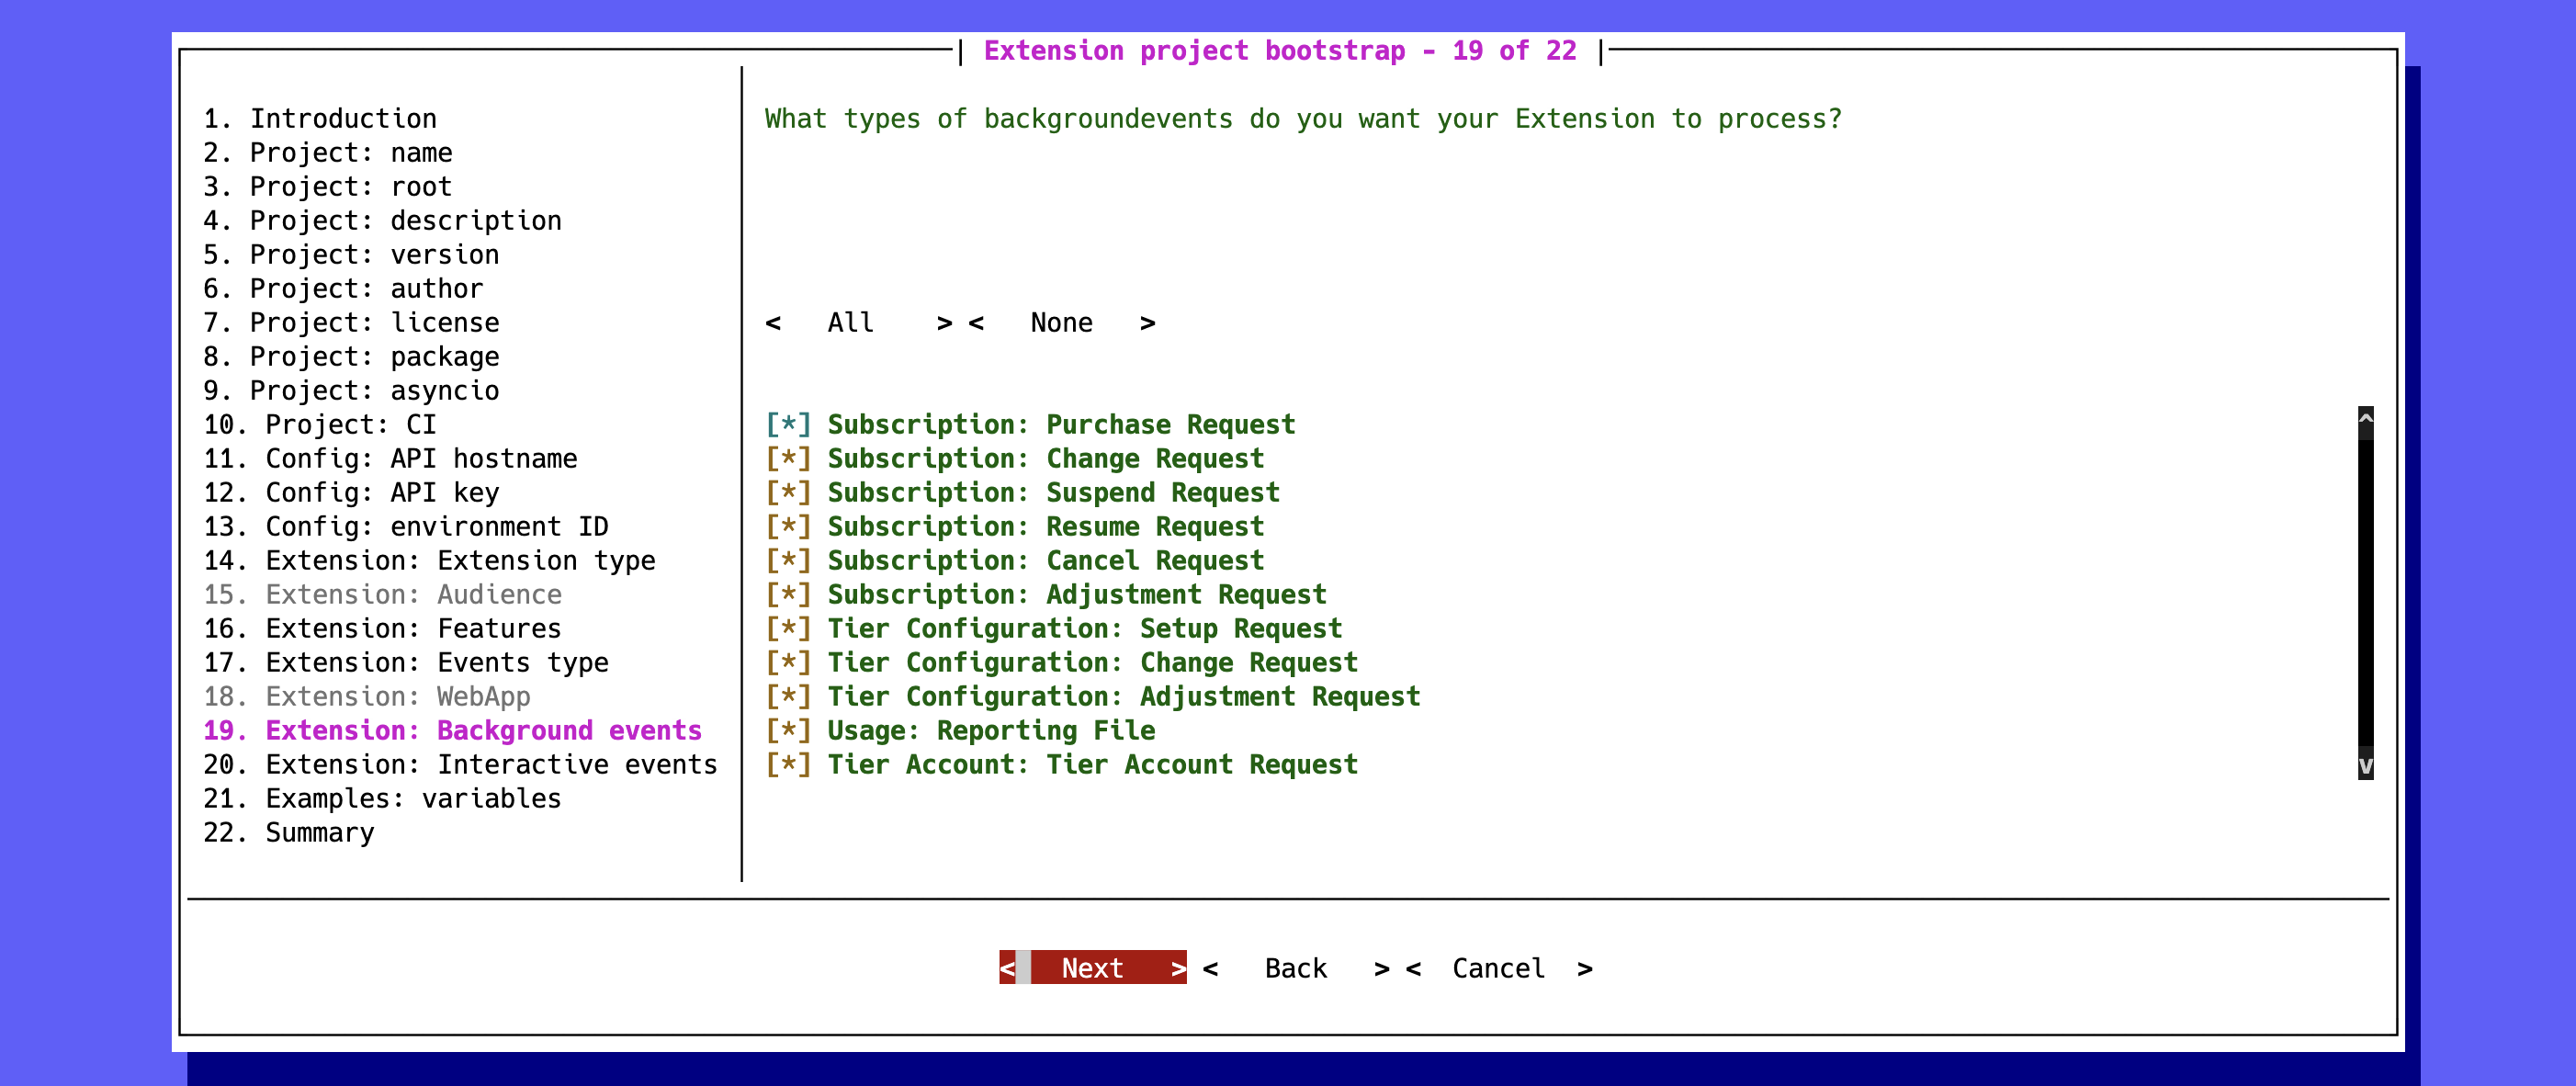 Extension project bootstrap - 19 of 22
1. Introduction
2. Project: name
3. Project: root
4. Project: description
5. Project: version
6. Project: author
7. Project: license
8. Project: package
9. Project: asyncio
10. Project: CI
11. Config: API hostname
12. Config: API key
13. Config: environment ID
14. Extension: Extension type
15. Extension: Audience
16. Extension: Features
17. Extension: Events type
18. Extension: WebApp
19. Extension: Background events
20. Extension: Interactive events
21. Examples: variables
22. Summary
What types of backgroundevents do you want your Extension to process?
< All > < None >
[*] Subscription: Purchase Request
[*] Subscription: Change Request
[*] Subscription: Suspend Request
[*] Subscription: Resume Request
[*] Subscription: Cancel Request
[*] Subscription: Adjustment Request
[*] Tier Configuration: Setup Request
[*] Tier Configuration: Change Request
[*] Tier Configuration: Adjustment Request
[*] Usage: Reporting File
[*] Tier Account: Tier Account Request
^
v
< Next > < Back > < Cancel >